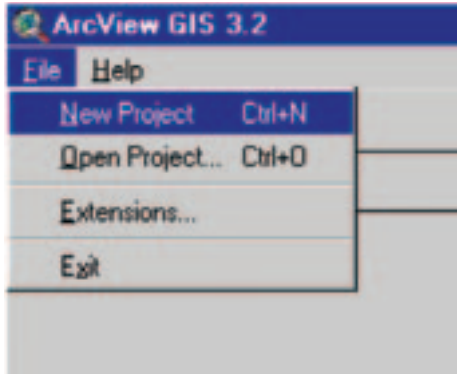 ArcView GIS 3.2
File Help
New Project Ctrl+N
Open Project... Ctrl+O
Extensions...
Exit